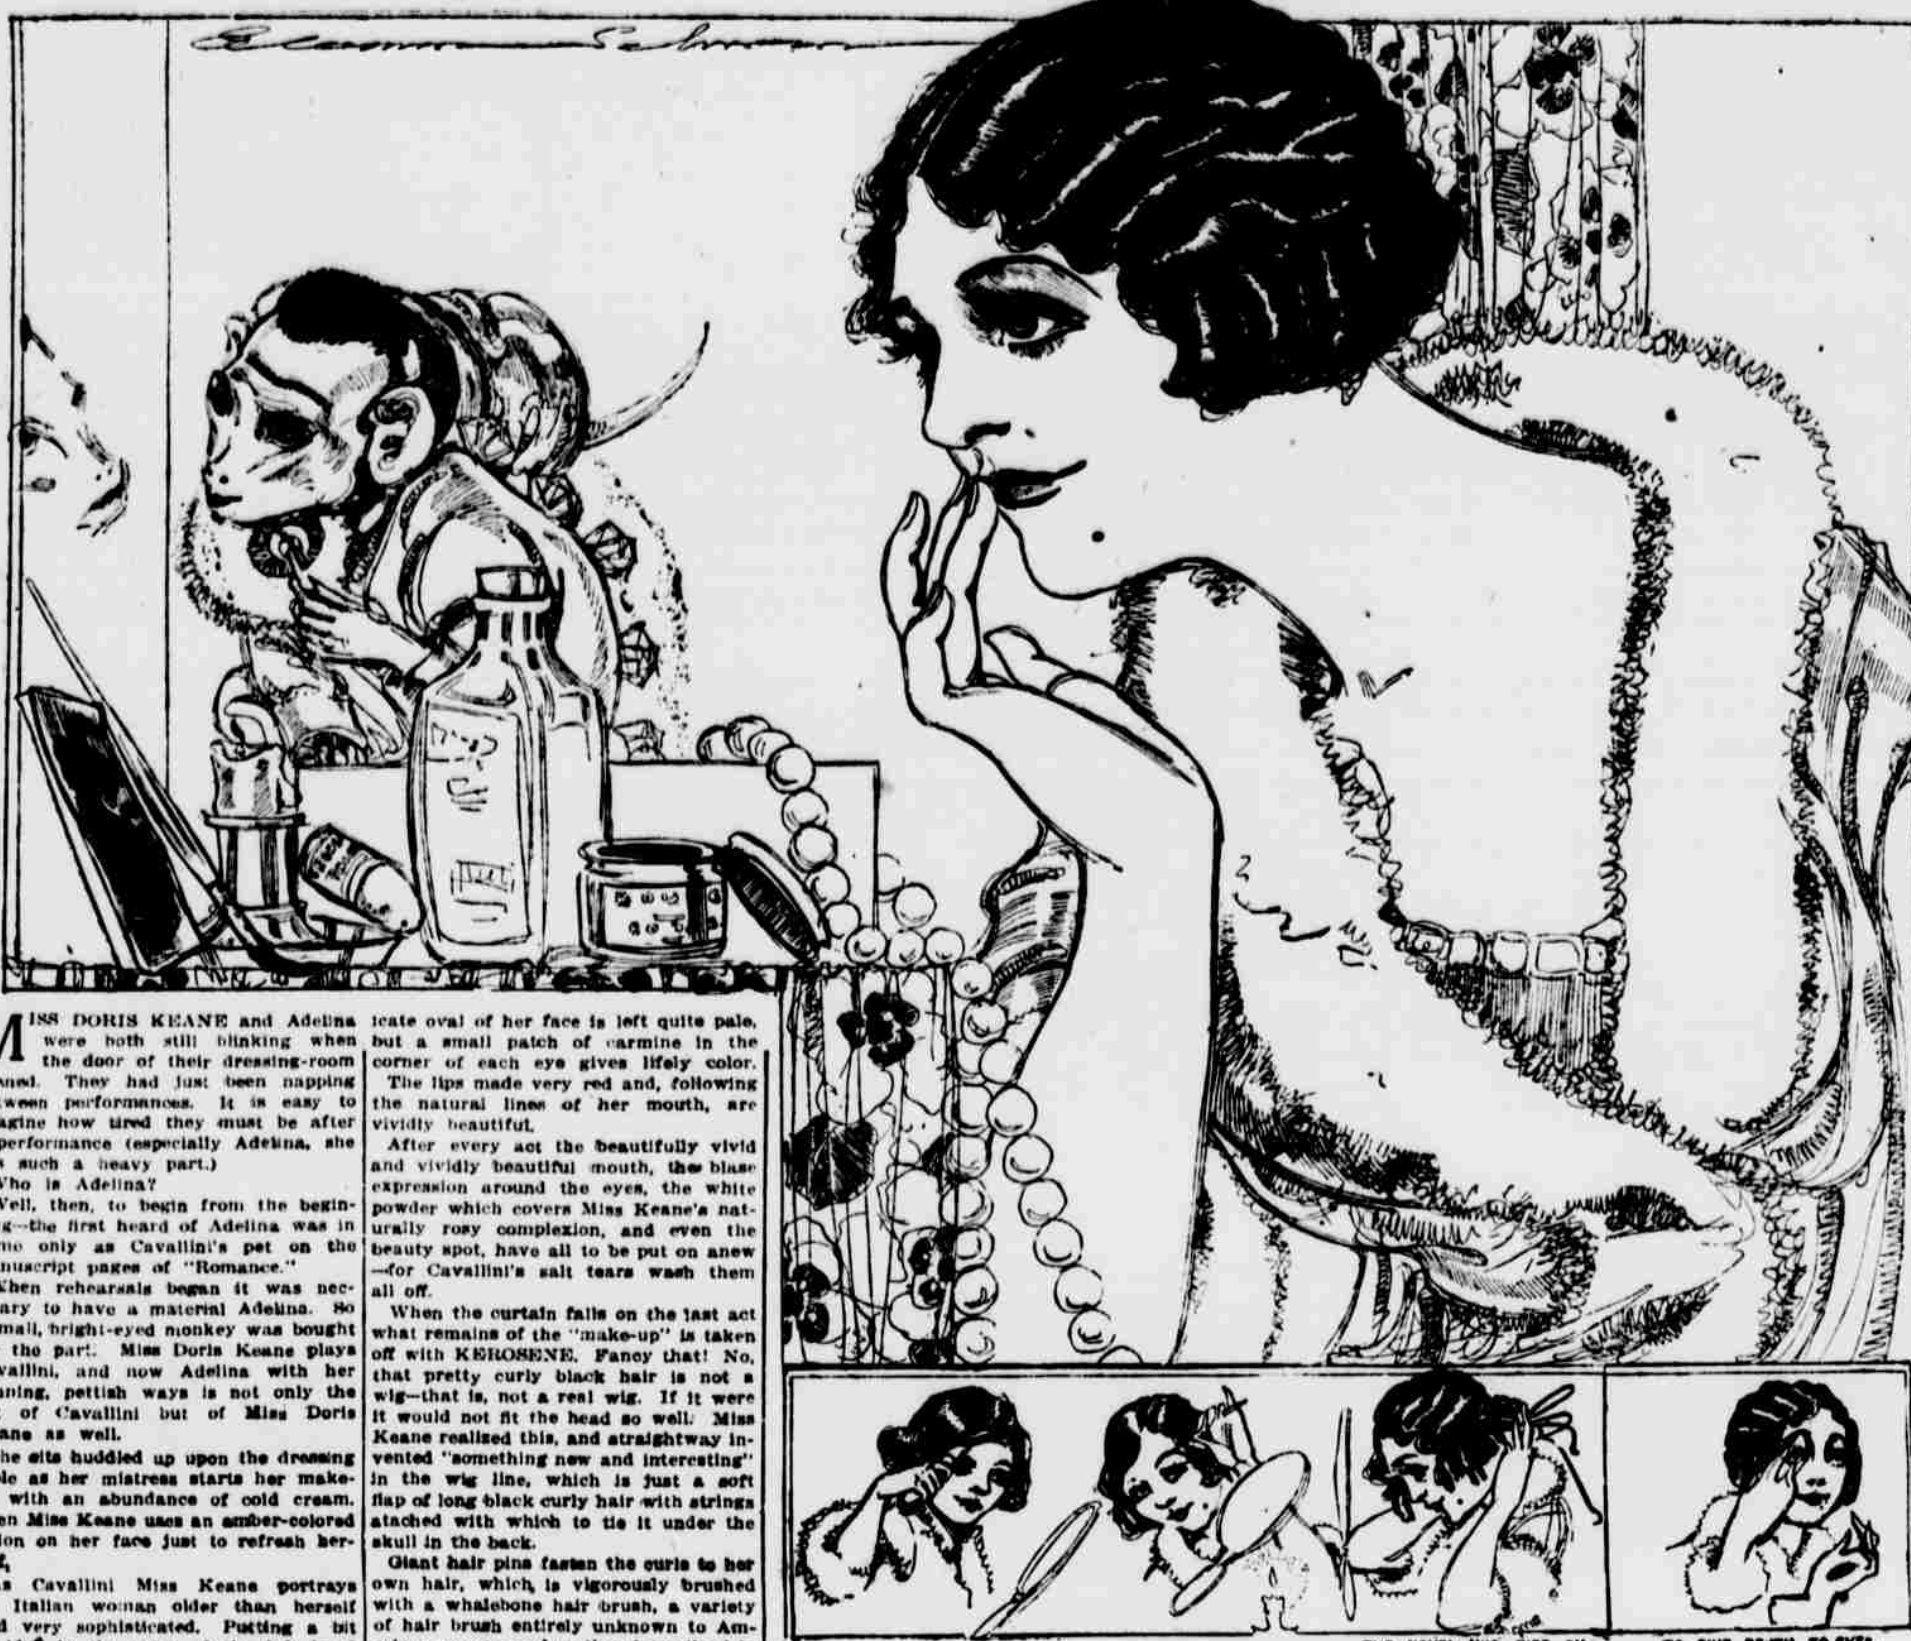 MISS DORIS KEANE and Adelina
were both still blinking when
the door of their dressing-room
They had just been napping
performances. It is easy to
how tired they must be after
performance (especially Adelina, she
such a heavy part.)
Who is Adelina?
Well, then, to begin from the begin-
the first heard of Adelina was in
only as Cavallini's pet on the
pages of "Romance."
When rehearsals began it was nec-
to have a material Adelina. So
small, bright-eyed monkey was bought
the part. Miss Doris Keane plays
and now Adelina with her
pettish ways is not only the
of Cavallini but of Miss Doris
as well.
sits huddled up upon the dressing
as her mistress starts her make-
with an abundance of cold cream.
Miss Keane uses an amber-colored
on her face just to refresh her-
Cavallini Miss Keane portrays
Italian woman older than herself
very sophisticated. Putting a bit
icate oval of her face is left quite pale,
but a small patch of carmine in the
corner of each eye gives lifely color.
The lips made very red and, following
the natural lines of her mouth, are
vividly beautiful.
After every act the beautifully vivid
and vividly beautiful mouth, the blase
expression around the eyes, the white
powder which covers Miss Keane's nat-
urally rosy complexion, and even the
beauty spot, have all to be put on anew
—for Cavallini's salt tears wash them
all off.
When the curtain falls on the last act
what remains of the "make-up" is taken
off with KEROSENE. Fancy that! No,
that pretty curly black hair is not a
wig—that is, not a real wig. If it were
it would not fit the head so well. Miss
Keane realized this, and straightway in-
vented "something new and interesting"
in the wig line, which is just a soft
flap of long black curly hair with strings
atached with which to tie it under the
skull in the back.
Giant hair pins fasten the curls to her
own hair, which, is vigorously brushed
with a whalebone hair brush, a variety
of hair brush entirely unknown to Am-